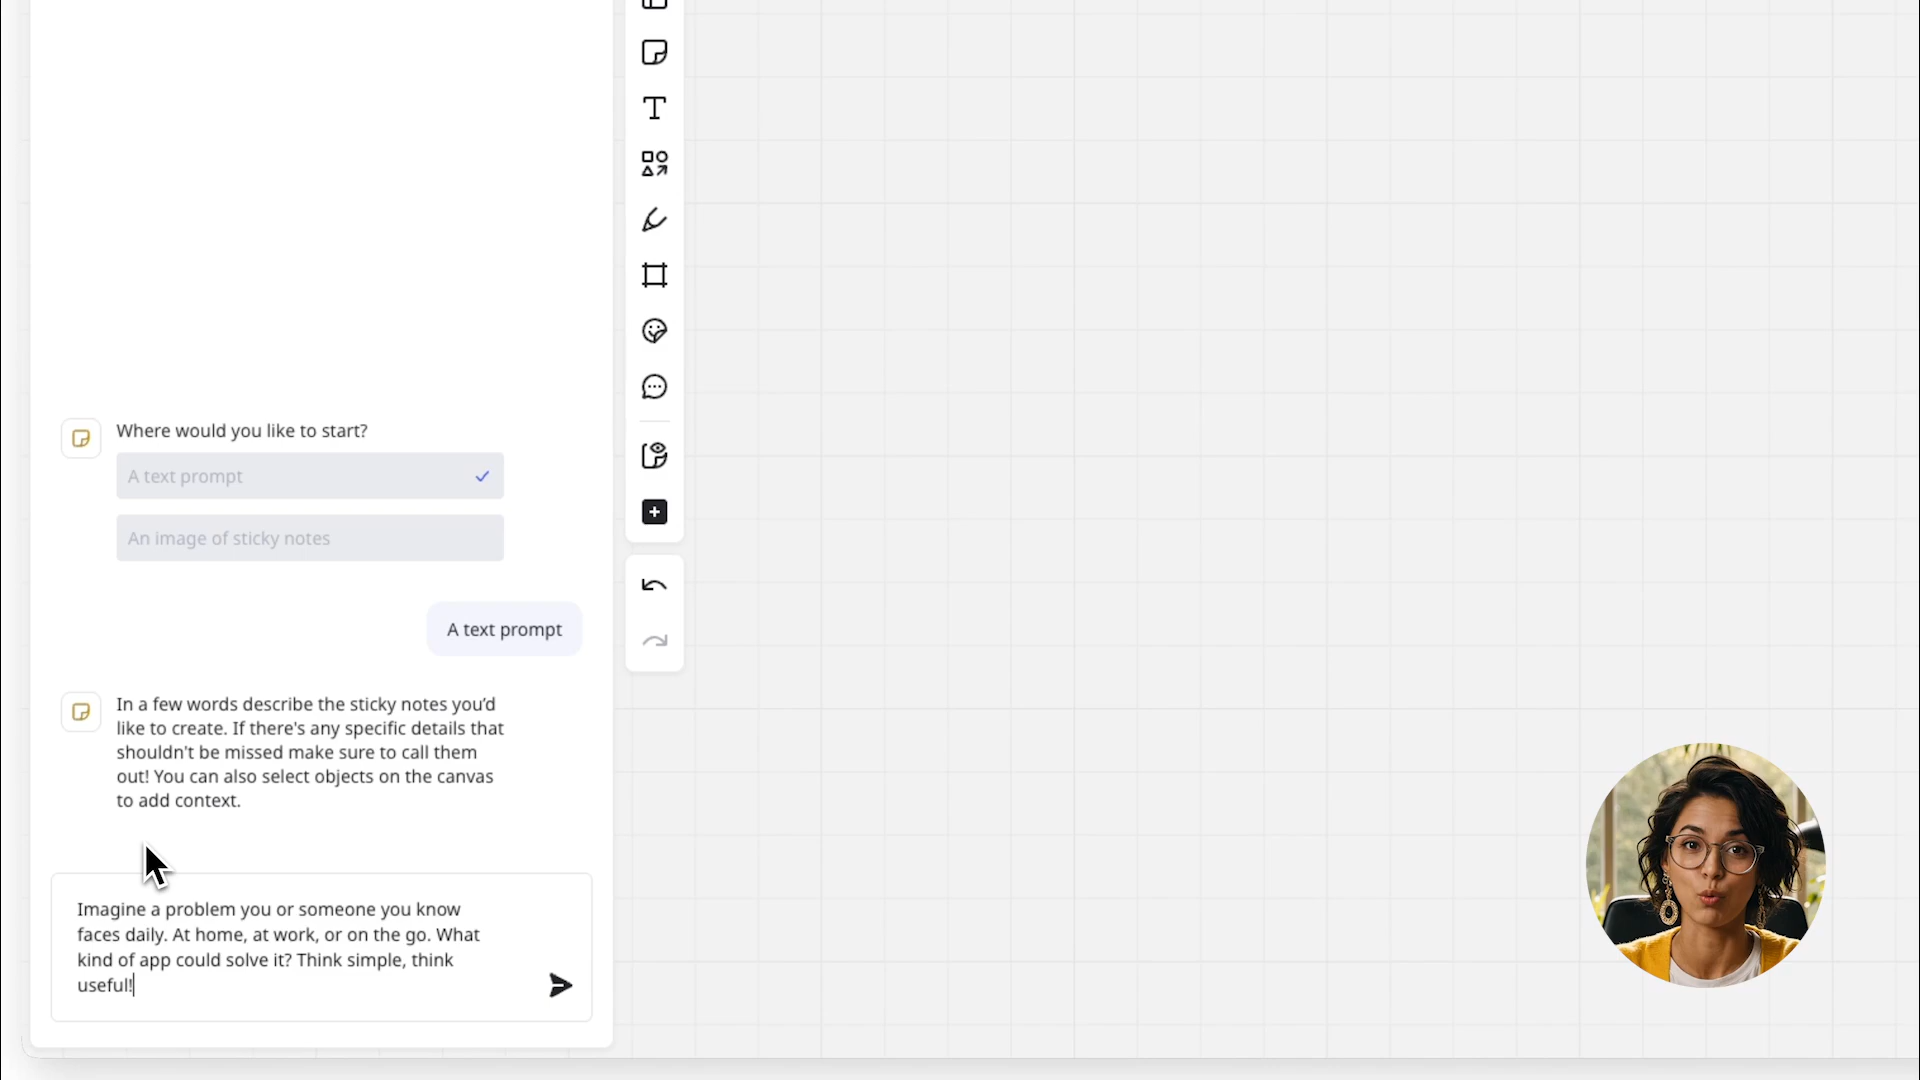 Where would you like to start?
A text prompt
An image of sticky notes
A text prompt
In a few words describe the sticky notes you’d
like to create. If there's any specific details that
shouldn't be missed make sure to call them
out! You can also select objects on the canvas
to add context.
Imagine a problem you or someone you know
faces daily. At home, at work, or on the go. What
kind of app could solve it? Think simple, think
useful!